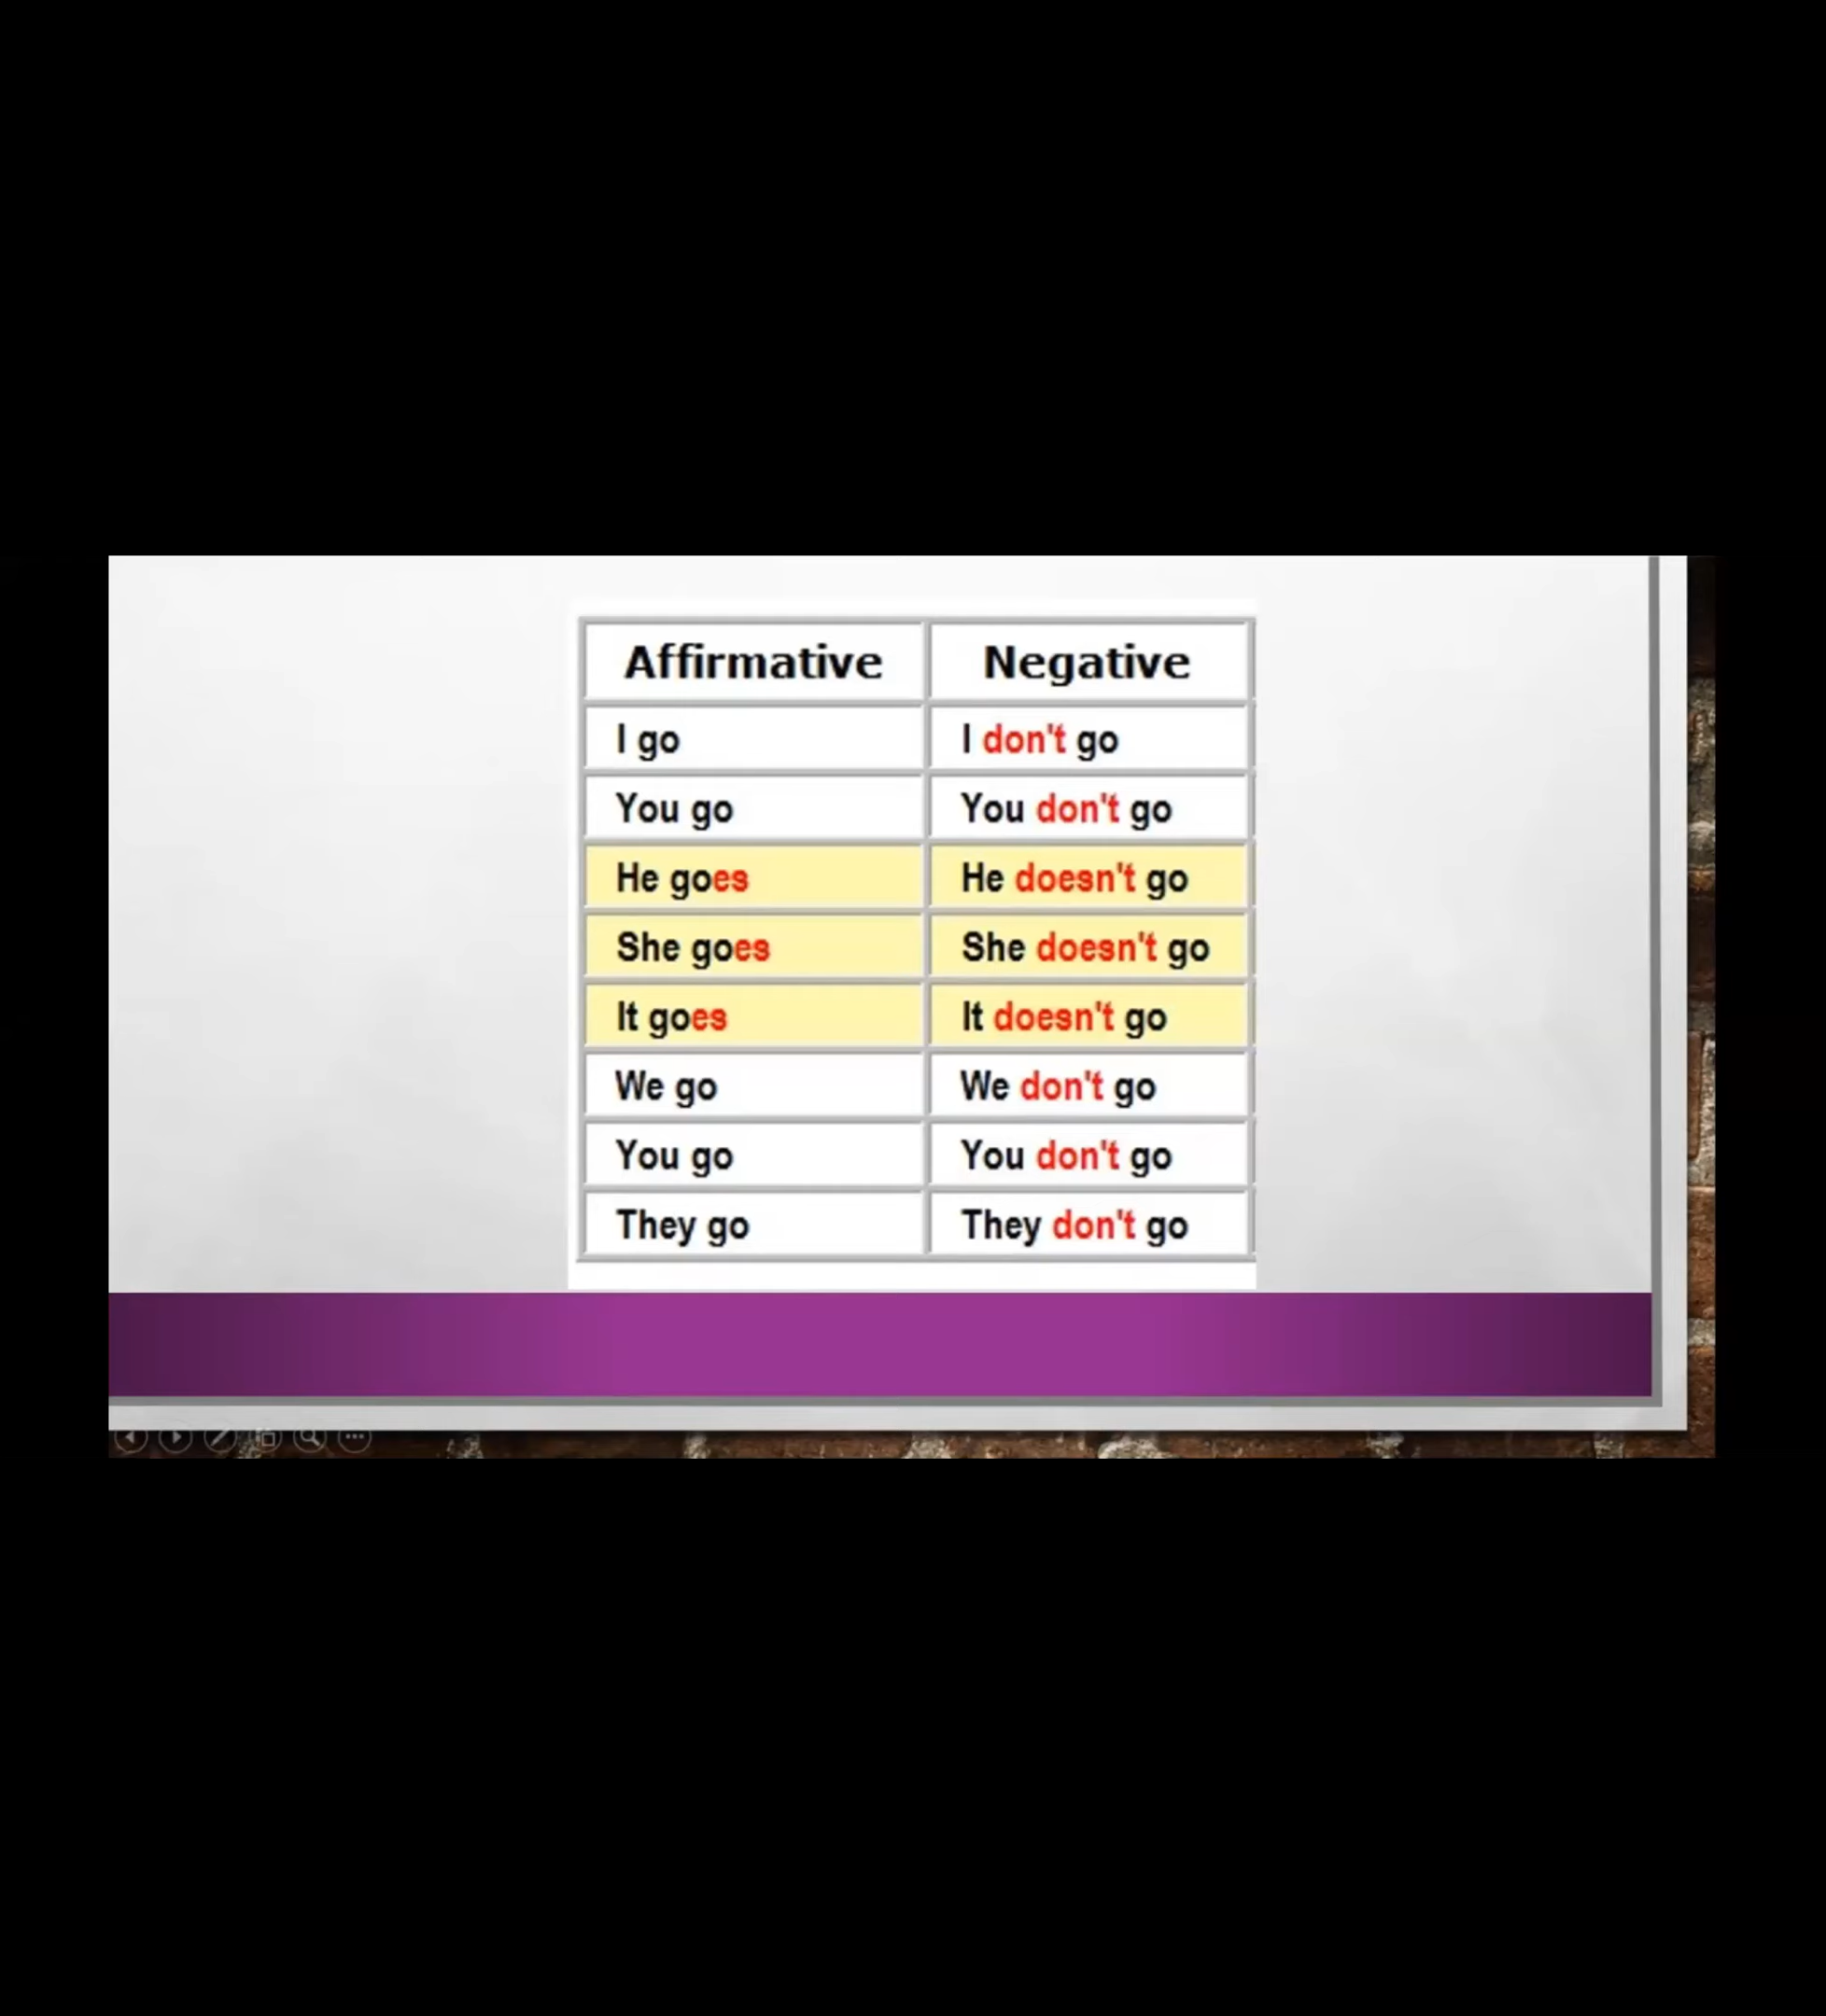 Affirmative Negative
I go I don't go
You go You don't go
He goes He doesn't go
She goes She doesn't go
It goes It doesn't go
We go We don't go
You go You don't go
They go They don't go